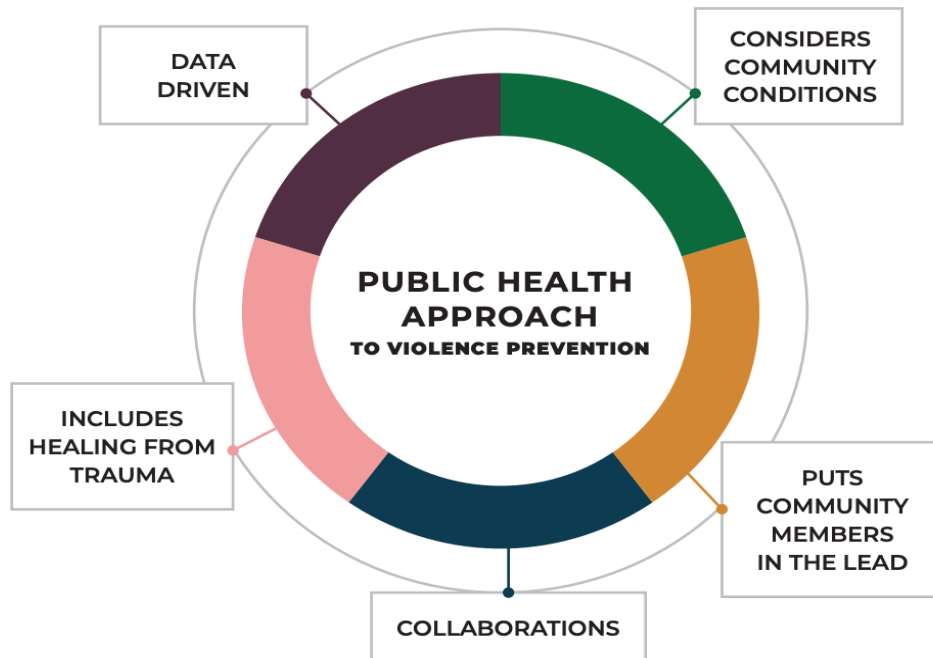 DATA
DRIVEN
CONSIDERS
COMMUNITY
CONDITIONS
PUBLIC HEALTH
APPROACH
TO VIOLENCE PREVENTION
INCLUDES
HEALING FROM
TRAUMA
PUTS
COMMUNITY
MEMBERS
IN THE LEAD
COLLABORATIONS